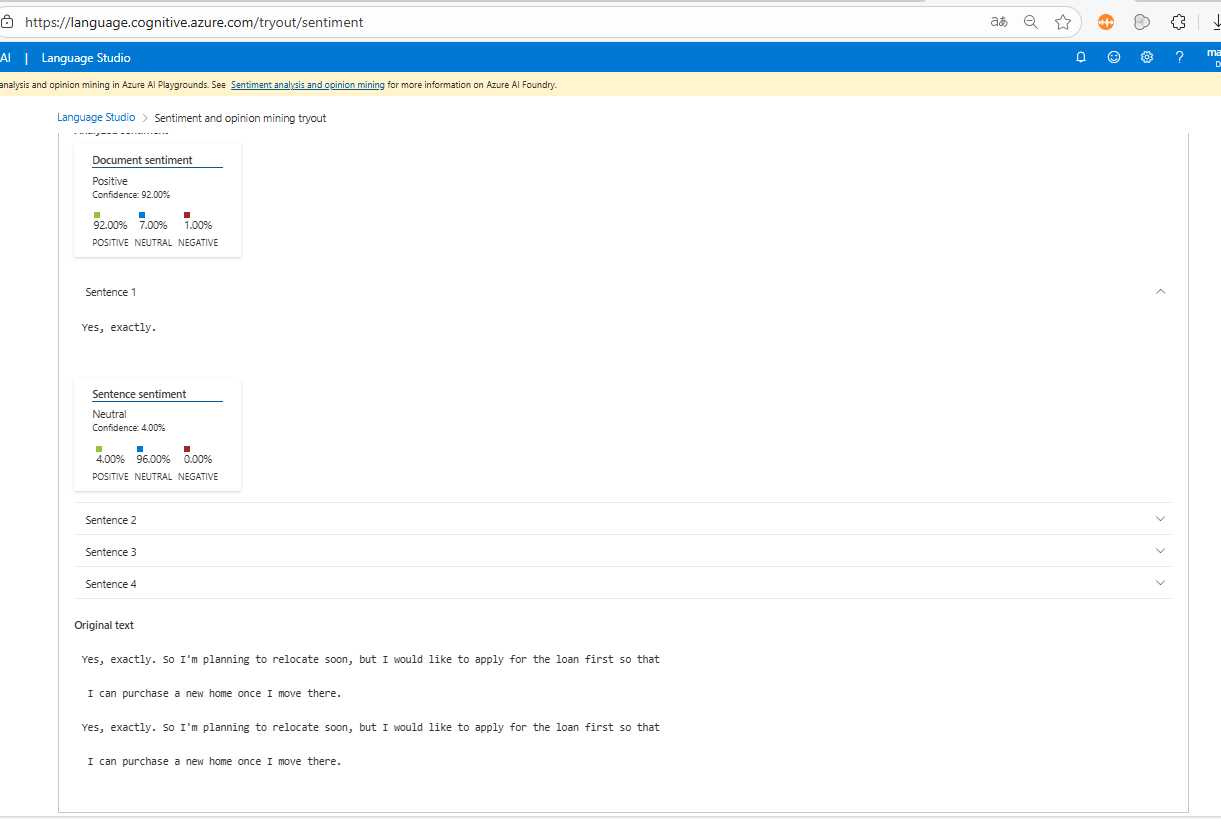 https://language.cognitive.azure.com/tryout/sentiment
AI | Language Studio
analysis and opinion mining in Azure AI Playgrounds. See Sentiment analysis and opinion mining for more information on Azure AI Foundry.
Language Studio > Sentiment and opinion mining tryout
Document sentiment
Positive
Confidence: 92.00%
92.00% 7.00% 1.00%
POSITIVE NEUTRAL NEGATIVE
Sentence 1
Yes, exactly.
Sentence sentiment
Neutral
Confidence: 4.00%
4.00% 96.00% 0.00%
POSITIVE NEUTRAL NEGATIVE
Sentence 2
Sentence 3
Sentence 4
Original text
Yes, exactly. So I'm planning to relocate soon, but I would like to apply for the loan first so that
I can purchase a new home once I move there.
Yes, exactly. So I'm planning to relocate soon, but I would like to apply for the loan first so that
I can purchase a new home once I move there.